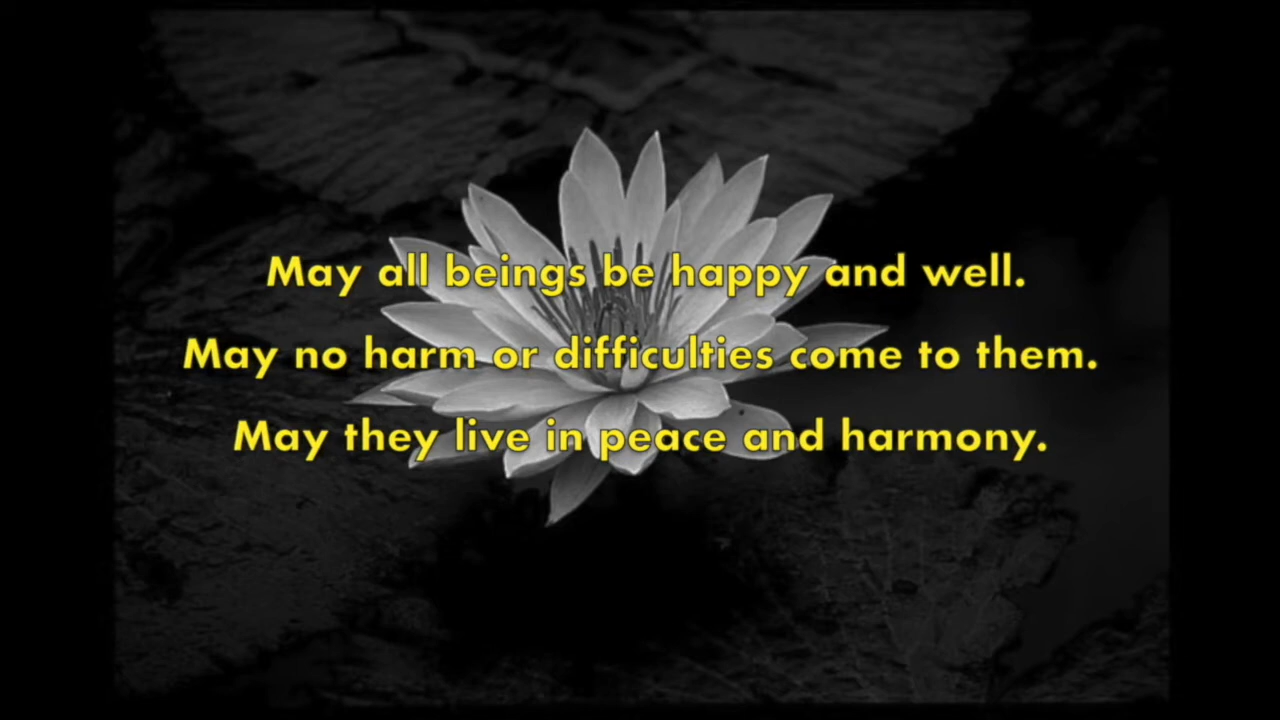 May all beings be happy and well.
May no harm or difficulties come to them.
May they live in peace and harmony.